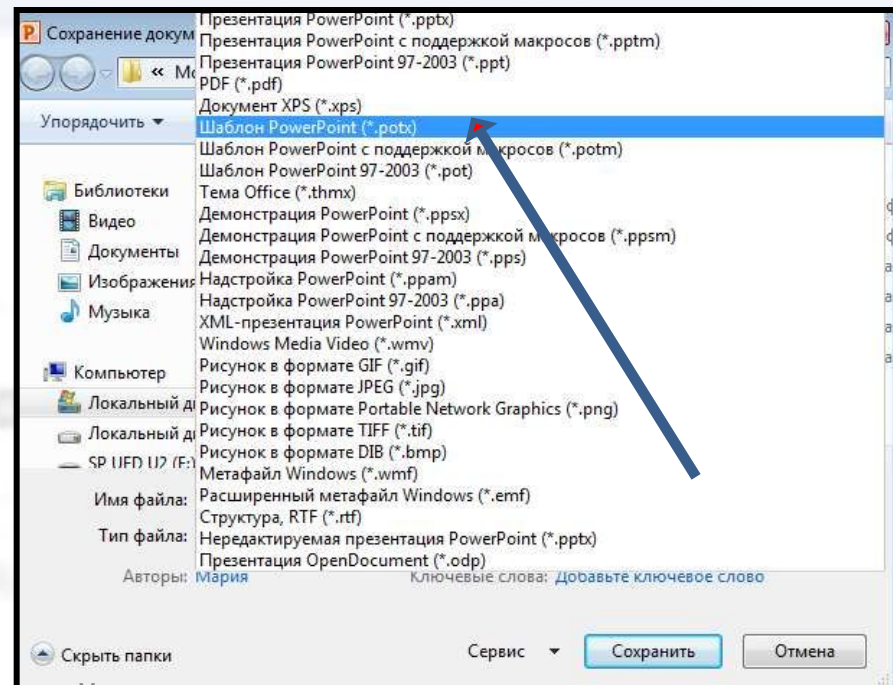 Презентация PowerPoint (*.pptx)
Сохранение докум
Презентация PowerPoint с поддержкой макросов (*.pptm)
Презентация PowerPoint 97-2003 (*.ppt)
« Мо
PDF (*.pdf)
Документ XPS (*.xps)
Упорядочить
Шаблон PowerPoint (*.potx)
Шаблон PowerPoint с поддержкой макросов (*.potm)
Шаблон PowerPoint 97-2003 (*.pot)
Библиотеки
Тема Office (*.thmx)
Видео
Демонстрация PowerPoint (*.ppsx)
Демонстрация PowerPoint с поддержкой макросов (*.ppsm)
Документы
Демонстрация PowerPoint 97-2003 (*.pps)
Изображения
Надстройка PowerPoint (*.ppam)
Надстройка PowerPoint 97-2003 (*.ppa)
Музыка
XML-презентация PowerPoint (*.xml)
Windows Media Video (*.wmv)
Рисунок в формате GIF (*.gif)
Компьютер
Рисунок в формате JPEG (*.jpg)
Локальный ди
Рисунок в формате Portable Network Graphics (*.png)
Рисунок в формате TIFF (*.tif)
Локальный ди
Рисунок в формате DIB (*.bmp)
SP UFD U2 (F:)
Метафайл Windows (*.wmf)
Имя файла:
Расширенный метафайл Windows (*.emf)
Структура, RTF (*.rtf)
Тип файла:
Нередактируемая презентация PowerPoint (*.pptx)
Презентация OpenDocument (*.odp)
Авторы: Мария Ключевые слова: Добавьте ключевое слово
Скрыть папки Сервис Сохранить Отмена